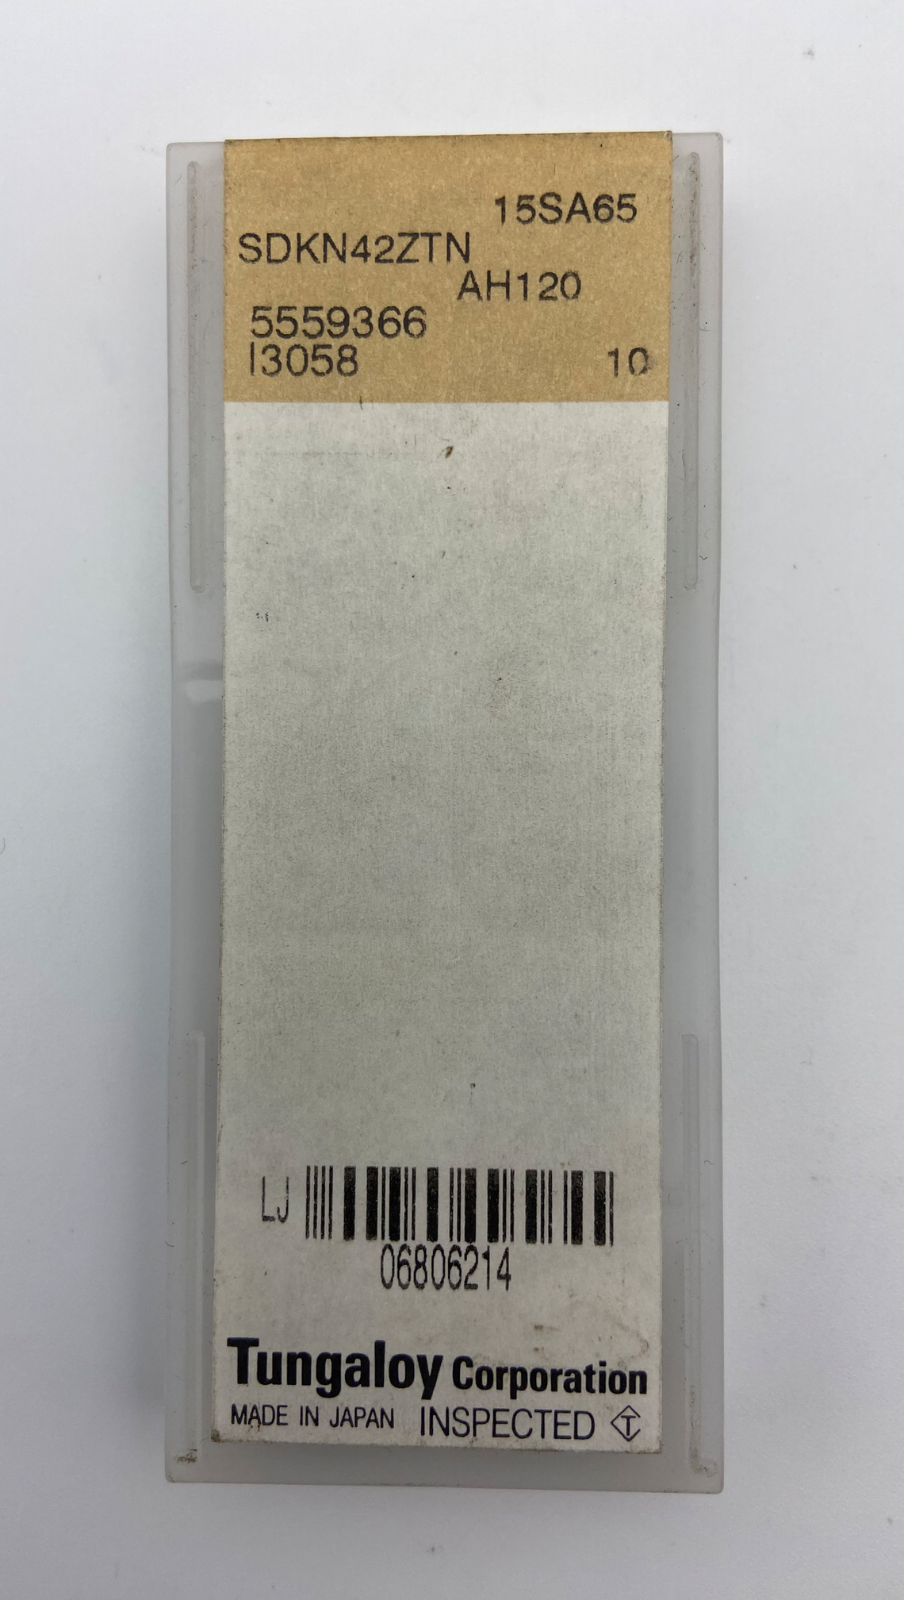 15SA65
SDKN42ZTN
AH120
5559366
I3058 10
LJ
06806214
Tungaloy Corporation
MADE IN JAPAN INSPECTED T